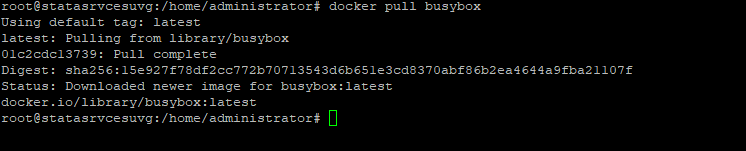 root@statasrvcesuvg:/home/administrator# docker pull busybox
Using default tag: latest
latest: Pulling from library/busybox
01c2cdc13739: Pull complete
Digest: sha256:15e927f78df2cc772b70713543d6b651e3cd8370abf86b2ea4644a9fba21107f
Status: Downloaded newer image for busybox:latest
docker.io/library/busybox:latest
root@statasrvcesuvg:/home/administrator#